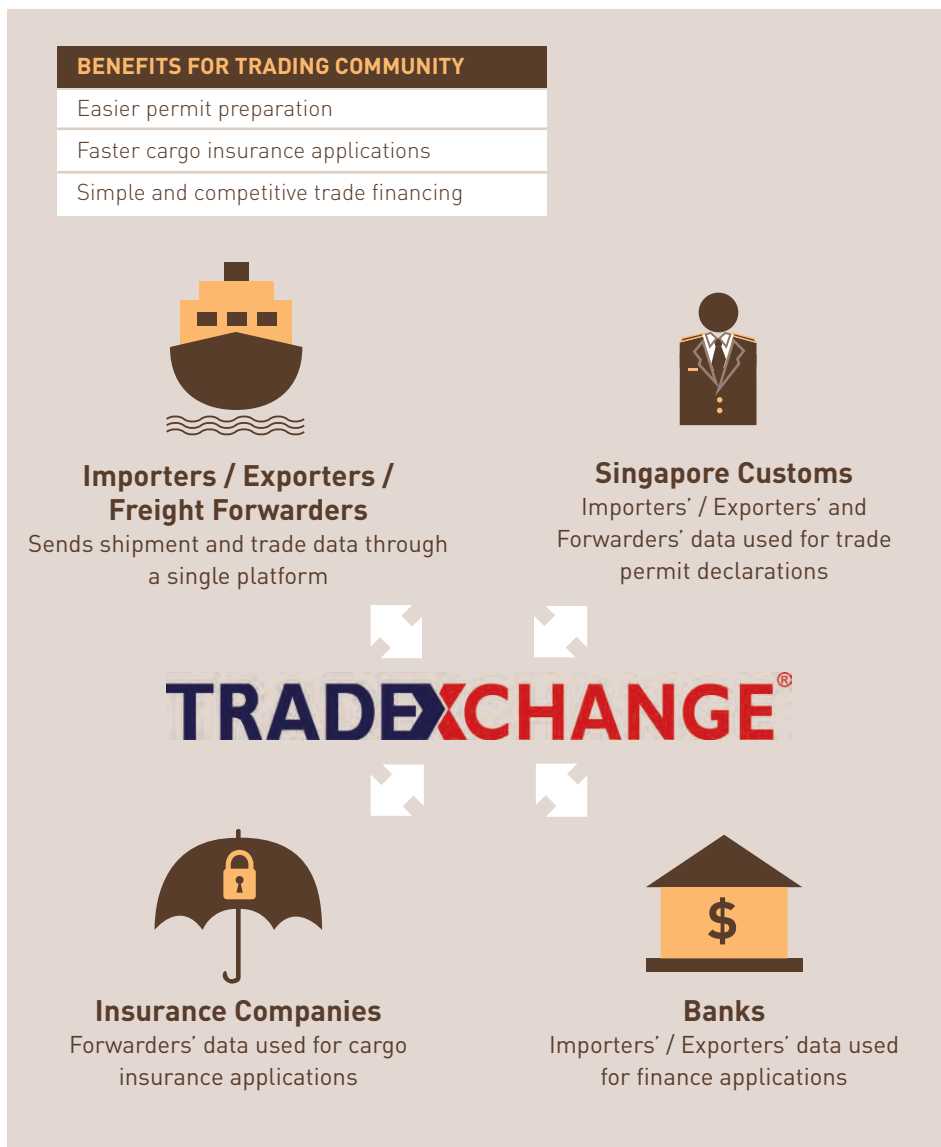 BENEFITS FOR TRADING COMMUNITY
Easier permit preparation
Faster cargo insurance applications
Simple and competitive trade financing
Importers / Exporters /
Freight Forwarders
Sends shipment and trade data through
a single platform
Singapore Customs
Importers’ / Exporters’ and
Forwarders’ data used for trade
permit declarations
TRADEXCHANGE®
Insurance Companies
Forwarders’ data used for cargo
insurance applications
$
Banks
Importers’ / Exporters’ data used
for finance applications